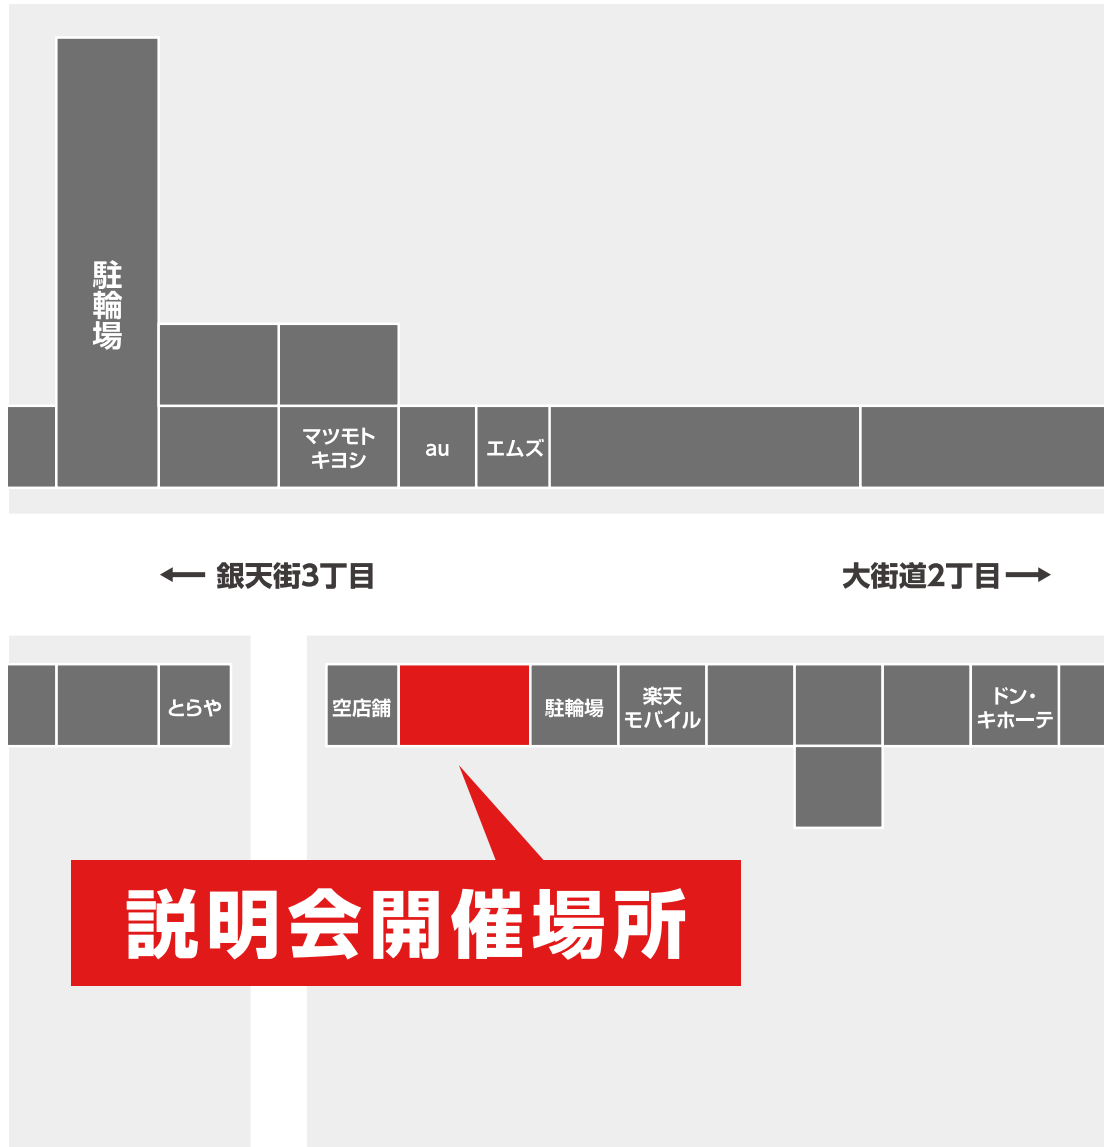 駐輪場
マツモト
キヨシ
au
エムズ
← 銀天街3丁目
大街道2丁目 →
とらや
空店舗
駐輪場
楽天
モバイル
ドン・
キホーテ
説明会開催場所